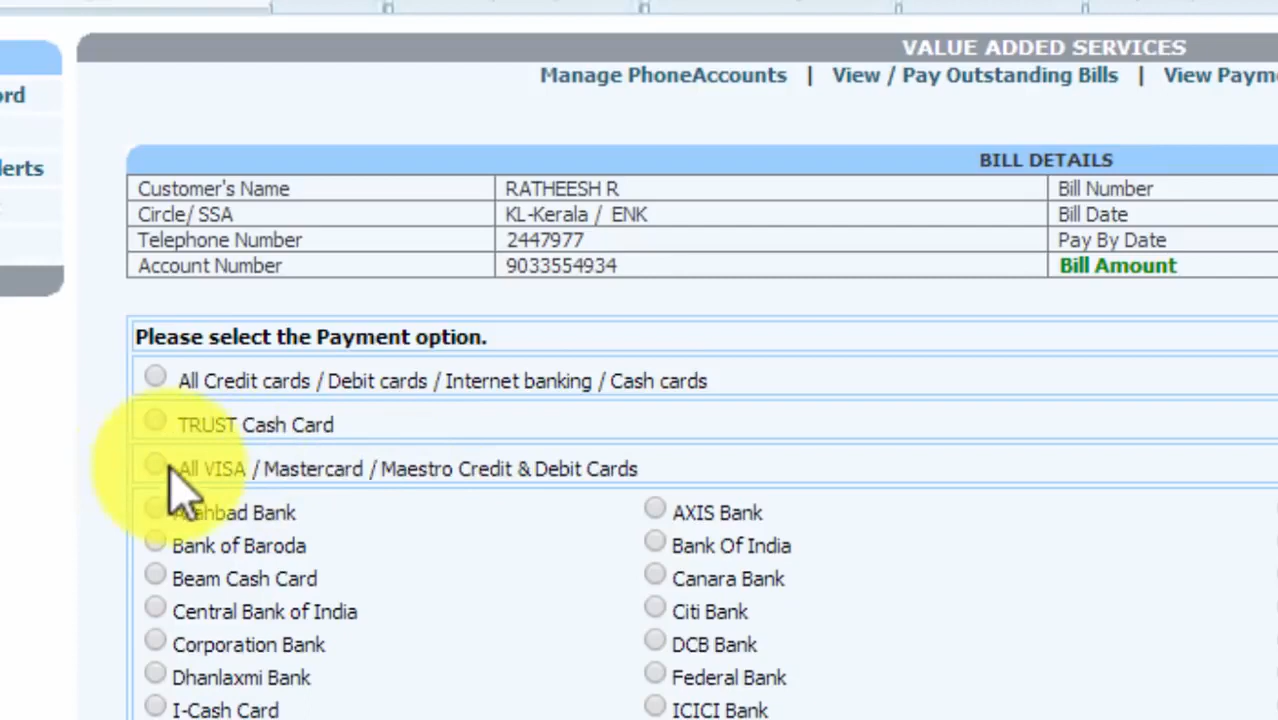 VALUE ADDED SERVICES
Manage PhoneAccounts | View / Pay Outstanding Bills | View
ord
lerts
BILL DETAILS
Customer's Name RATHEESH R Bill Number
Circle/ SSA KL-Kerala / ENK Bill Date
Telephone Number 2447977 Pay By Date
Account Number 9033554934 Bill Amount
Please select the Payment option.
All Credit cards / Debit cards / Internet banking / Cash cards
TRUST Cash Card
All VISA / Mastercard / Maestro Credit & Debit Cards
Bank AXIS Bank
Bank of Baroda Bank Of India
Beam Cash Card Canara Bank
Central Bank of India Citi Bank
Corporation Bank DCB Bank
Dhanlaxmi Bank Federal Bank
I-Cash Card ICICI Bank